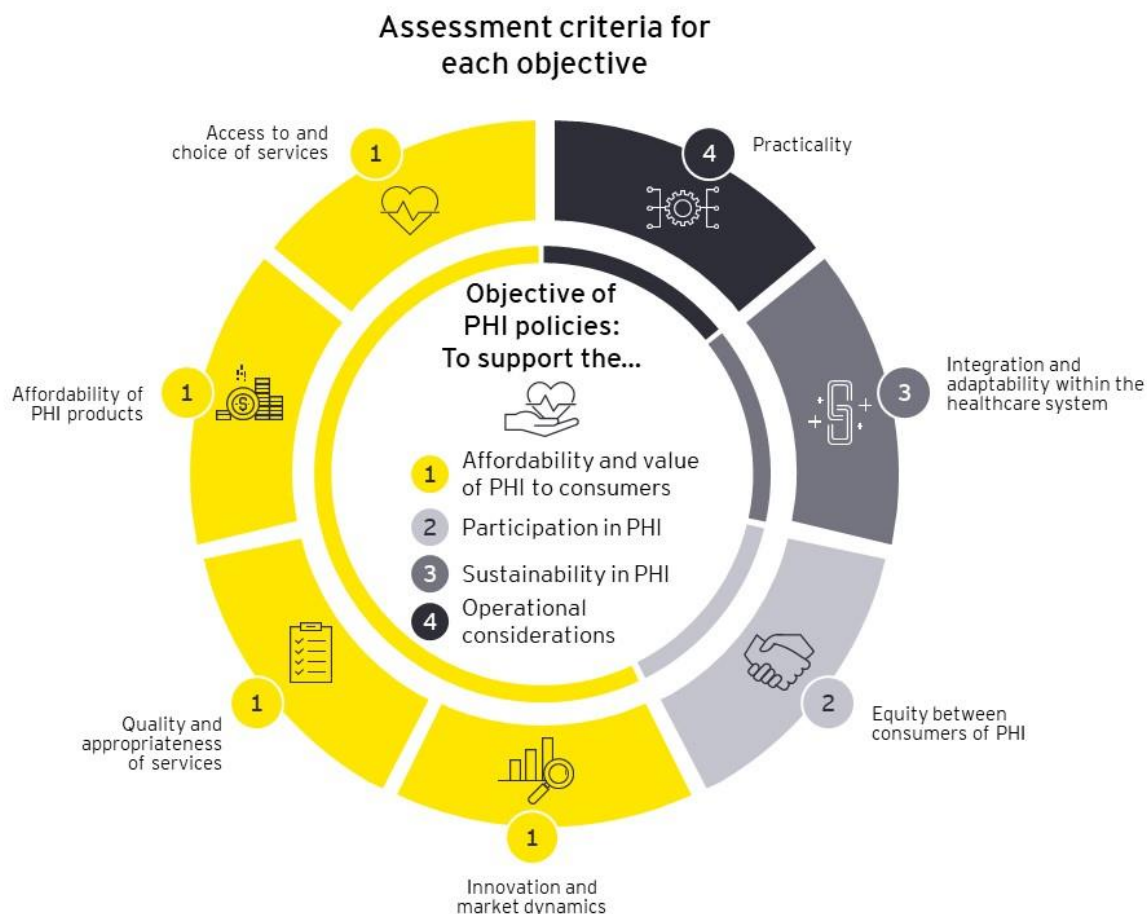 Assessment criteria for
each objective
Access to and
choice of services
1
4
Practicality
Objective of
PHI policies:
To support the...
Affordability of
PHI products
1
3
Integration and
adaptability within the
healthcare system
1
Affordability and value
of PHI to consumers
2
Participation in PHI
3
Sustainability in PHI
4
Operational
considerations
1
Quality and
appropriateness
of services
2
Equity between
consumers of PHI
1
Innovation and
market dynamics
$